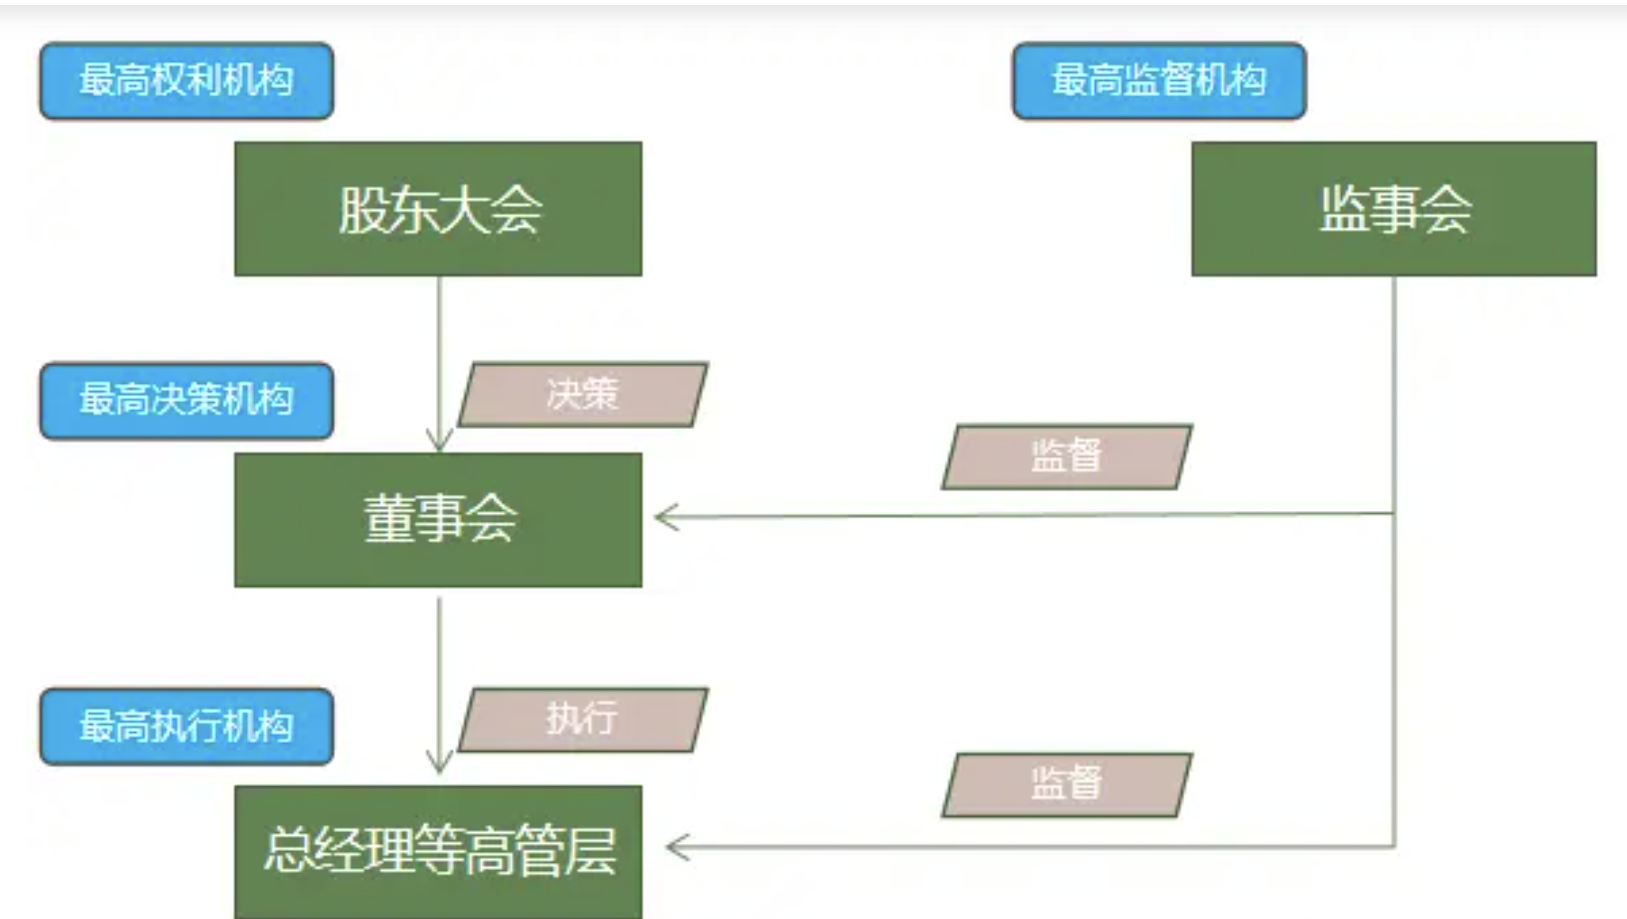 最高权利机构
最高监督机构
股东大会
监事会
最高决策机构
决策
监督
董事会
最高执行机构
执行
监督
总经理等高管层